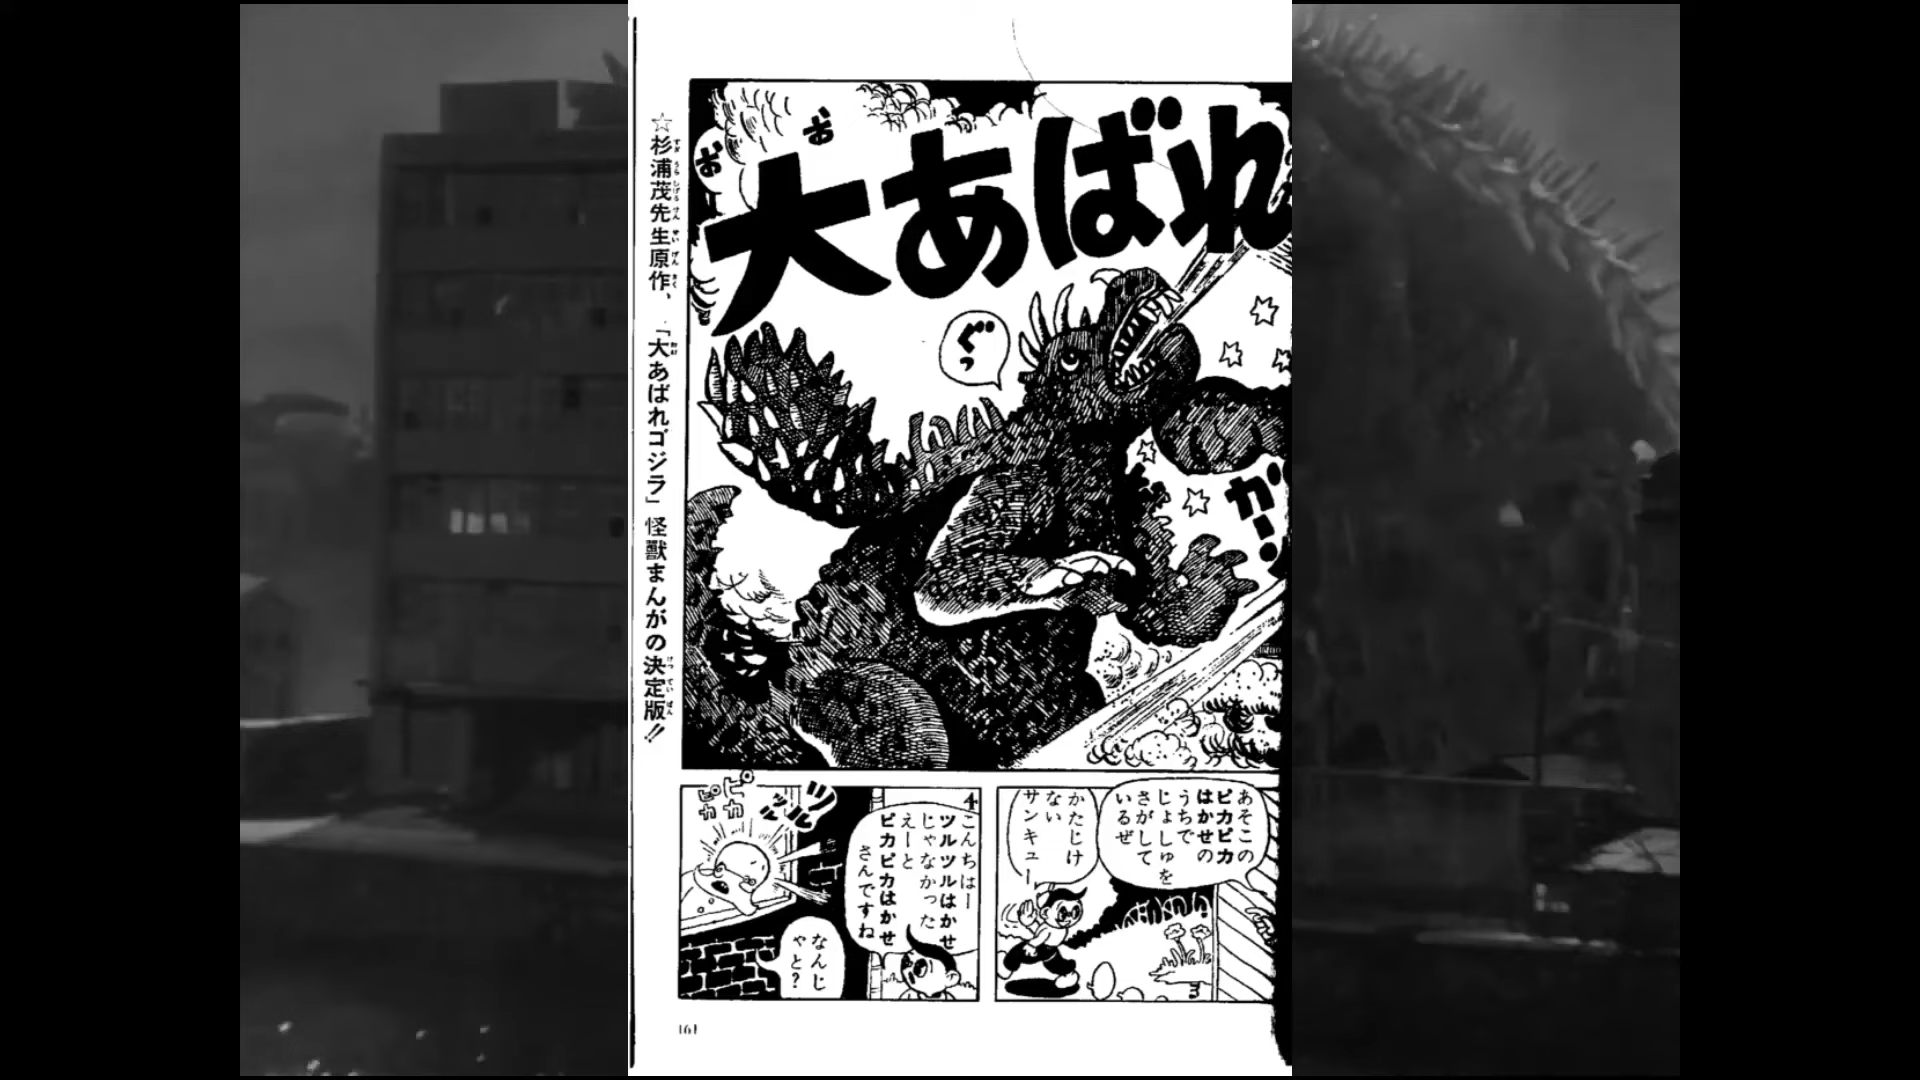 大あばれ
お
お
ぐっ
が…
☆杉浦茂先生原作、「大あばれゴジラ」怪獣まんがの決定版!!
あそこの
ピカピカ
はかせの
うちで
じょしゅを
さがして
いるぜ
かたじけ
ない
サンキュー
こんちはー
ツルツルはかせ
じゃなかった
えーと
ピカピカはかせ
さんですね
ツルツル
ピカピカ
なんじ
ゃと?
4
161